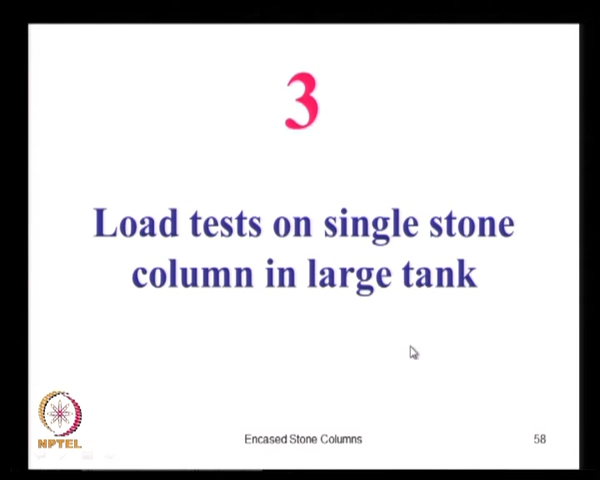 3
Load tests on single stone
column in large tank
NPTEL
Encased Stone Columns
58